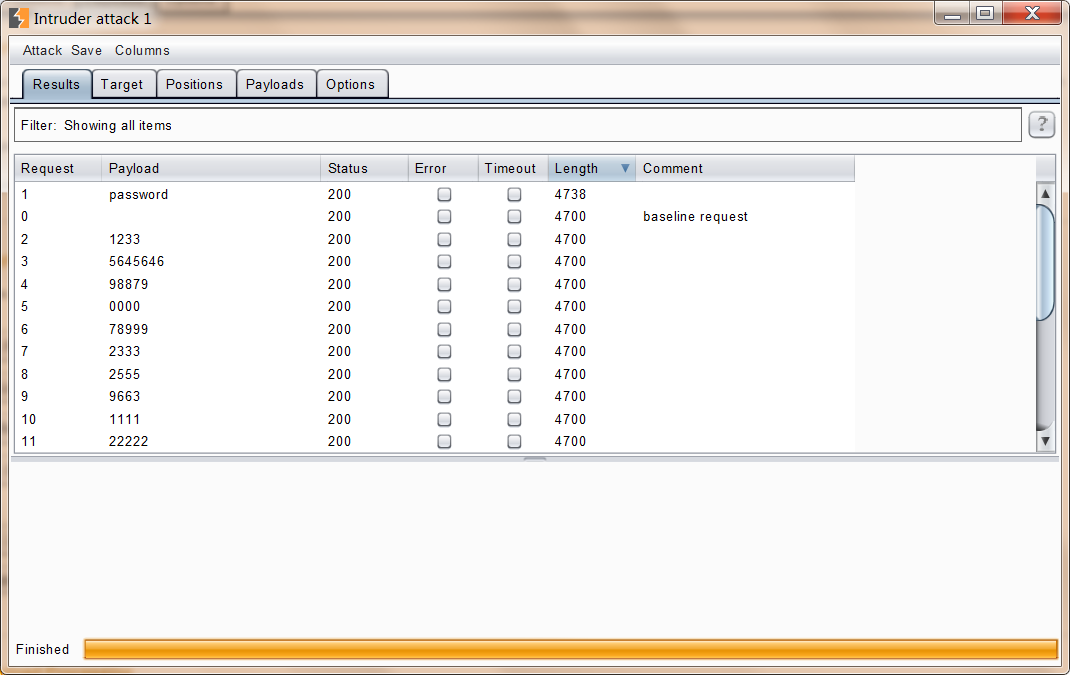 Intruder attack 1
Attack Save Columns
Results Target Positions Payloads Options
Filter: Showing all items ?
Request Payload Status Error Timeout Length Comment
1 password 200 4738
0 200 4700 baseline request
2 1233 200 4700
3 5645646 200 4700
4 98879 200 4700
5 0000 200 4700
6 78999 200 4700
7 2333 200 4700
8 2555 200 4700
9 9663 200 4700
10 1111 200 4700
11 22222 200 4700
Finished